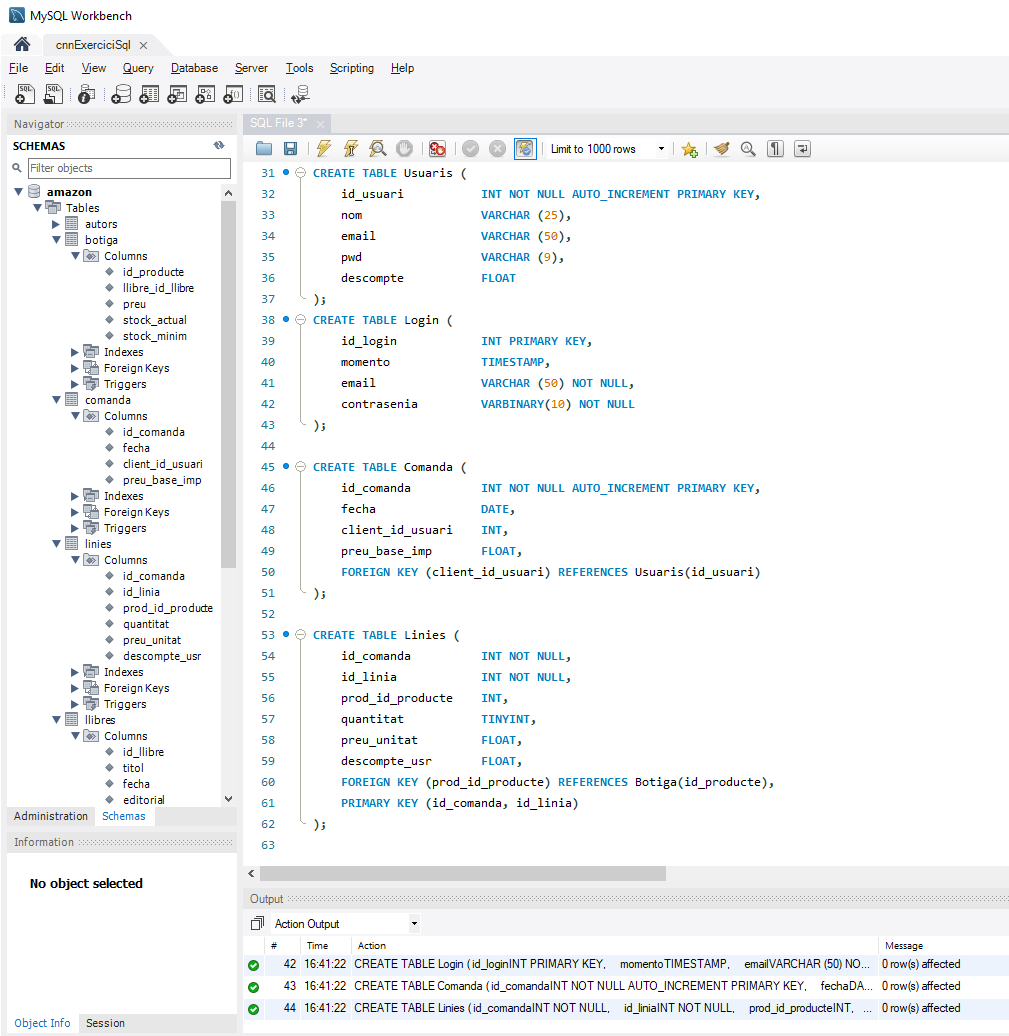 MySQL Workbench
cnnExerciciSql
File Edit View Query Database Server Tools Scripting Help
Navigator
SCHEMAS
Filter objects
amazon
Tables
autors
botiga
Columns
id_producte
llibre_id_llibre
preu
stock_actual
stock_minim
Indexes
Foreign Keys
Triggers
comanda
Columns
id_comanda
fecha
client_id_usuari
preu_base_imp
Indexes
Foreign Keys
Triggers
linies
Columns
id_comanda
id_linia
prod_id_producte
quantitat
preu_unitat
descompte_usr
Indexes
Foreign Keys
Triggers
llibres
Columns
id_llibre
titol
fecha
editorial
Administration Schemas
Information
No object selected
Object Info Session
SQL File 3*
Limit to 1000 rows
31 CREATE TABLE Usuaris (
32 id_usuari INT NOT NULL AUTO_INCREMENT PRIMARY KEY,
33 nom VARCHAR (25),
34 email VARCHAR (50),
35 pwd VARCHAR (9),
36 descompte FLOAT
37 );
38 CREATE TABLE Login (
39 id_login INT PRIMARY KEY,
40 momento TIMESTAMP,
41 email VARCHAR (50) NOT NULL,
42 contrasenia VARBINARY(10) NOT NULL
43 );
44
45 CREATE TABLE Comanda (
46 id_comanda INT NOT NULL AUTO_INCREMENT PRIMARY KEY,
47 fecha DATE,
48 client_id_usuari INT,
49 preu_base_imp FLOAT,
50 FOREIGN KEY (client_id_usuari) REFERENCES Usuaris(id_usuari)
51 );
52
53 CREATE TABLE Linies (
54 id_comanda INT NOT NULL,
55 id_linia INT NOT NULL,
56 prod_id_producte INT,
57 quantitat TINYINT,
58 preu_unitat FLOAT,
59 descompte_usr FLOAT,
60 FOREIGN KEY (prod_id_producte) REFERENCES Botiga(id_producte),
61 PRIMARY KEY (id_comanda, id_linia)
62 );
63
Output
Action Output
# Time Action Message
42 16:41:22 CREATE TABLE Login ( id_loginINT PRIMARY KEY, momentoTIMESTAMP, emailVARCHAR (50) NO... 0 row(s) affected
43 16:41:22 CREATE TABLE Comanda ( id_comandaINT NOT NULL AUTO_INCREMENT PRIMARY KEY, fechaDA... 0 row(s) affected
44 16:41:22 CREATE TABLE Linies ( id_comandaINT NOT NULL, id_liniaINT NOT NULL, prod_id_producteINT, ... 0 row(s) affected